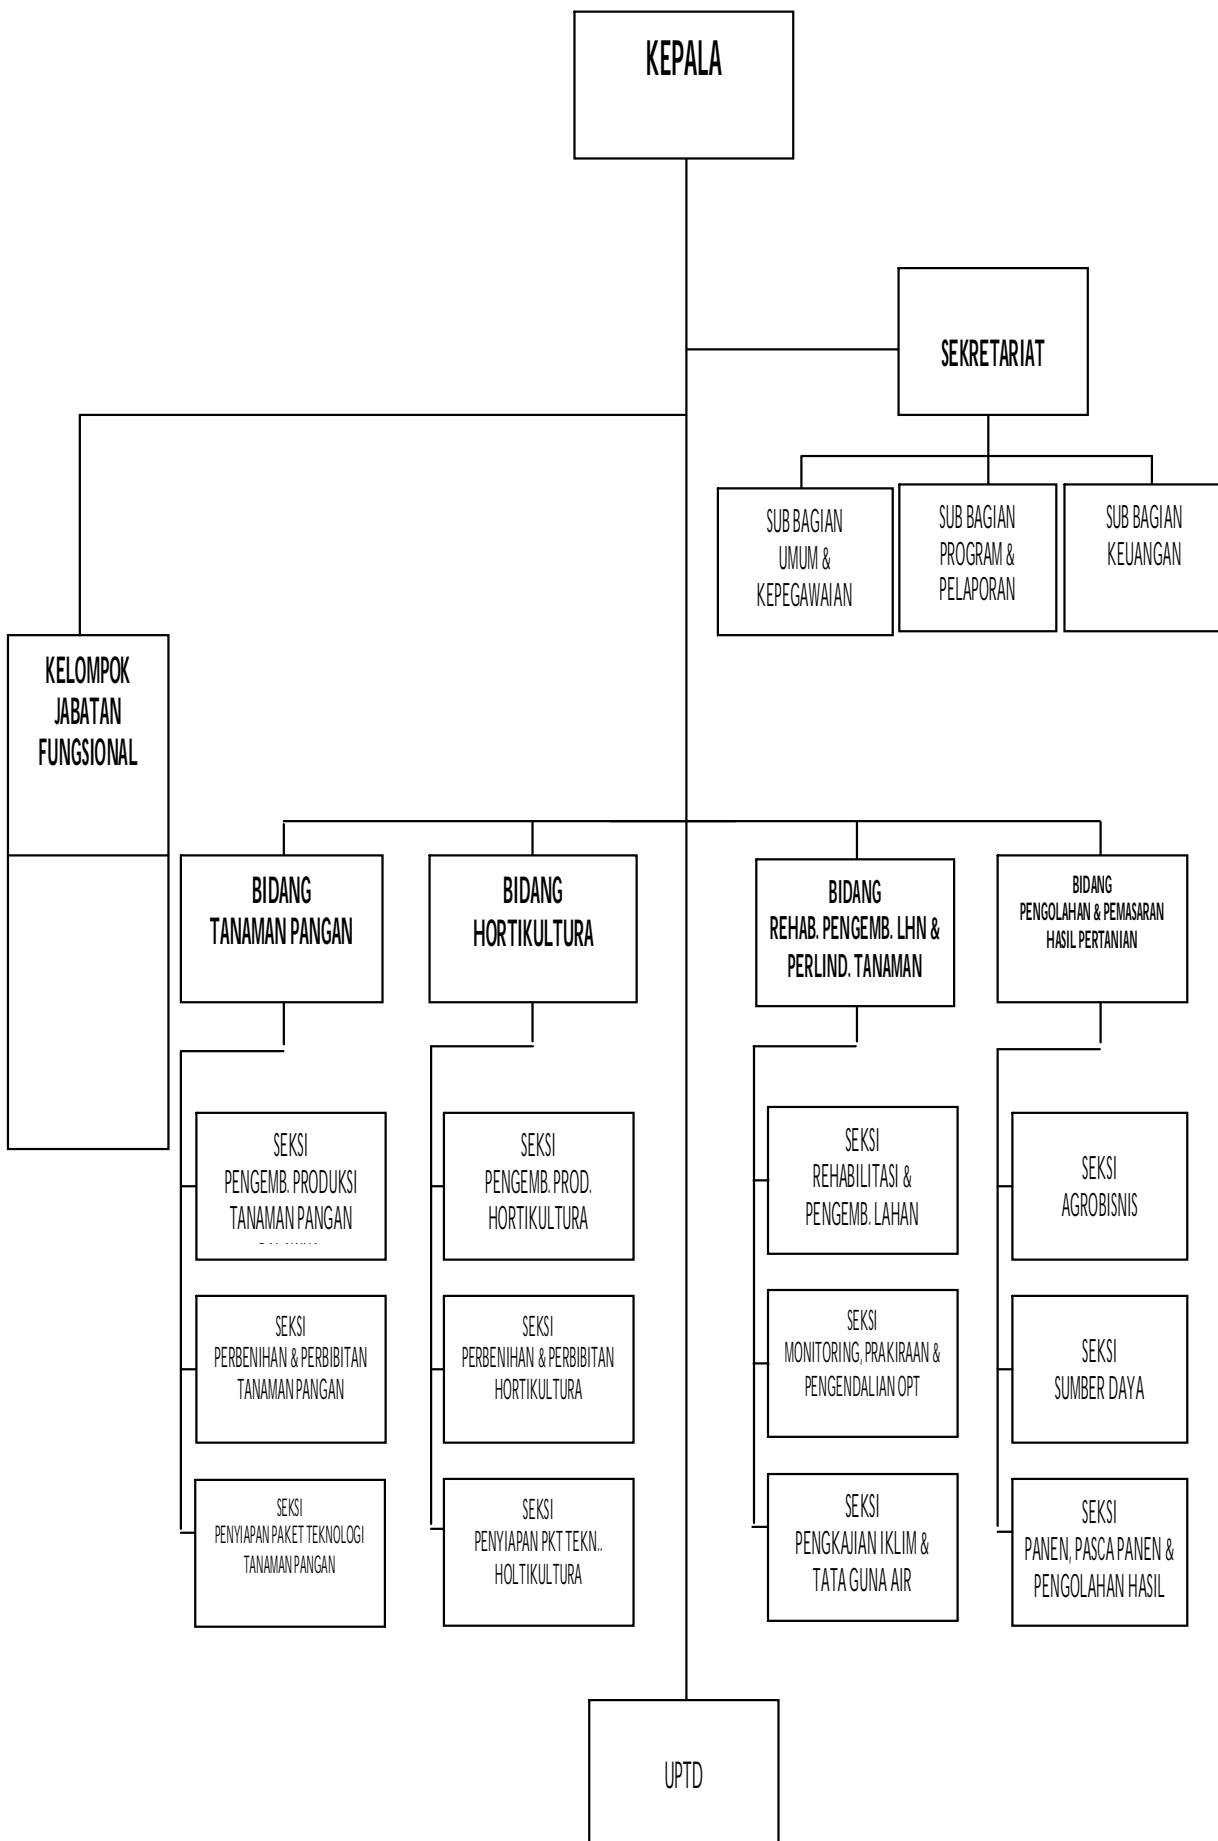 KEPALA
SEKRETARIAT
SUB BAGIAN
UMUM &
KEPEGAWAIAN
SUB BAGIAN
PROGRAM &
PELAPORAN
SUB BAGIAN
KEUANGAN
KELOMPOK
JABATAN
FUNGSIONAL
BIDANG
TANAMAN PANGAN
BIDANG
HORTIKULTURA
BIDANG
REHAB. PENGEMB. LHN &
PERLIND. TANAMAN
BIDANG
PENGOLAHAN & PEMASARAN
HASIL PERTANIAN
SEKSI
PENGEMB. PRODUKSI
TANAMAN PANGAN
SEKSI
PENGEMB. PROD.
HORTIKULTURA
SEKSI
REHABILITASI &
PENGEMB. LAHAN
SEKSI
AGROBISNIS
SEKSI
PERBENIHAN & PERBIBITAN
TANAMAN PANGAN
SEKSI
PERBENIHAN & PERBIBITAN
HORTIKULTURA
SEKSI
MONITORING, PRAKIRAAN &
PENGENDALIAN OPT
SEKSI
SUMBER DAYA
SEKSI
PENYIAPAN PAKET TEKNOLOGI
TANAMAN PANGAN
SEKSI
PENYIAPAN PKT TEKN..
HOLTIKULTURA
SEKSI
PENGKAJIAN IKLIM &
TATA GUNA AIR
SEKSI
PANEN, PASCA PANEN &
PENGOLAHAN HASIL
UPTD